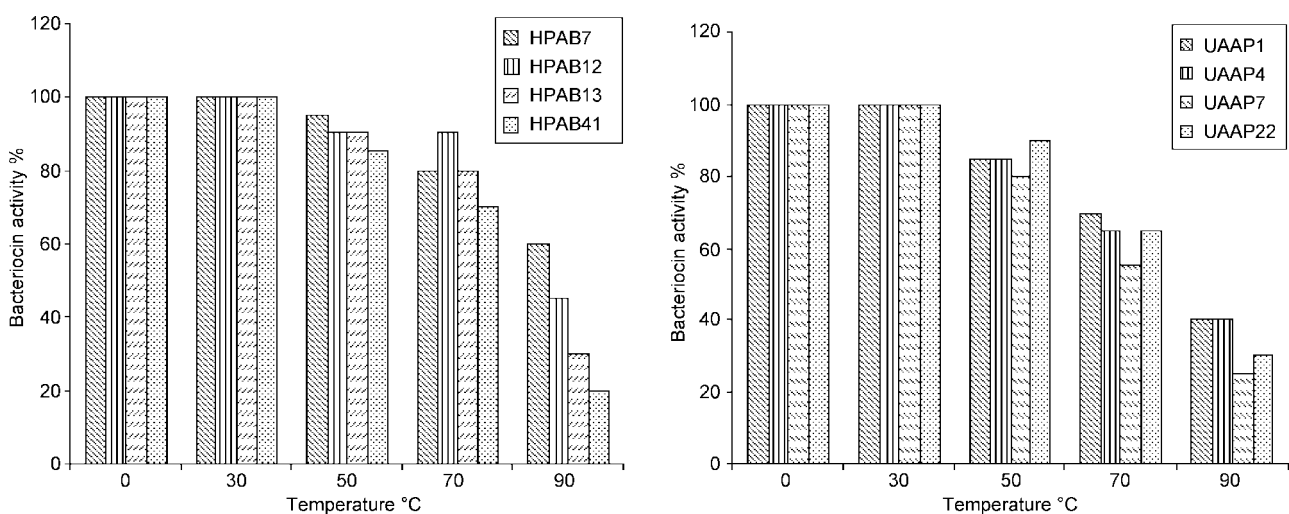 120
100
80
60
40
20
0
Bacteriocin activity %
HPAB7
HPAB12
HPAB13
HPAB41
0 30 50 70 90
Temperature °C
120
100
80
60
40
20
0
Bacteriocin activity %
UAAP1
UAAP4
UAAP7
UAAP22
0 30 50 70 90
Temperature °C